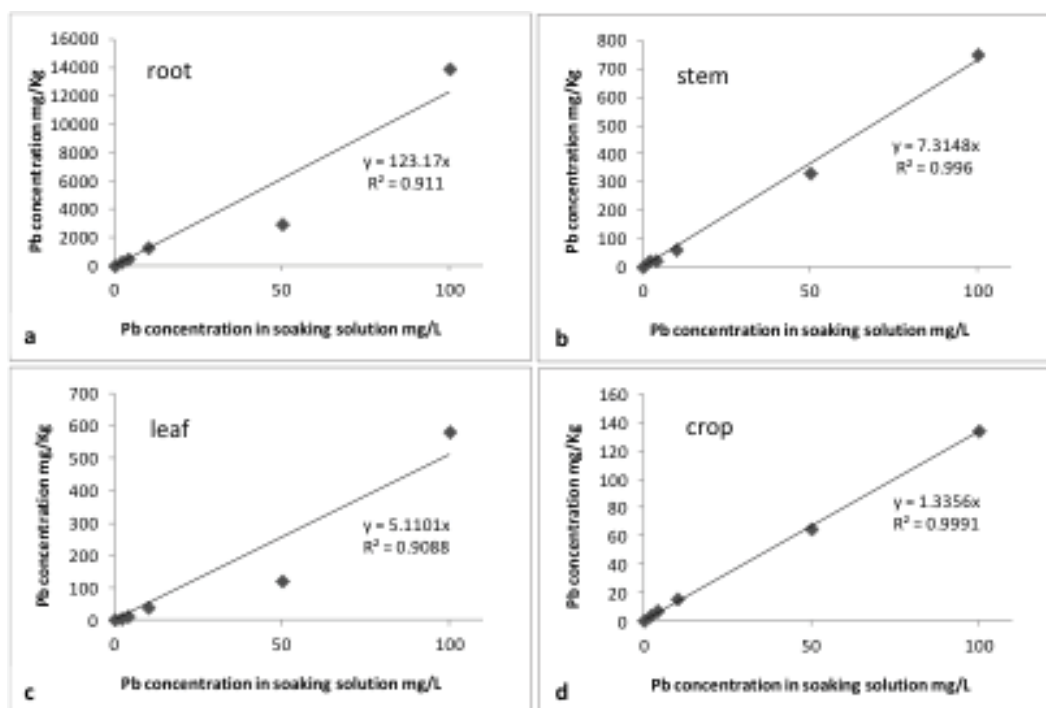 16000
14000
12000
10000
8000
6000
4000
2000
0
Pb concentration mg/Kg
root
y = 123.17x
R² = 0.911
0 50 100
Pb concentration in soaking solution mg/L
a
800
700
600
500
400
300
200
100
0
Pb concentration mg/Kg
stem
y = 7.3148x
R² = 0.996
0 50 100
Pb concentration in soaking solution mg/L
b
700
600
500
400
300
200
100
0
Pb concentration mg/Kg
leaf
y = 5.1101x
R² = 0.9088
0 50 100
Pb concentration in soaking solution mg/L
c
160
140
120
100
80
60
40
20
0
Pb concentration mg/Kg
crop
y = 1.3356x
R² = 0.9991
0 50 100
Pb concentration in soaking solution mg/L
d